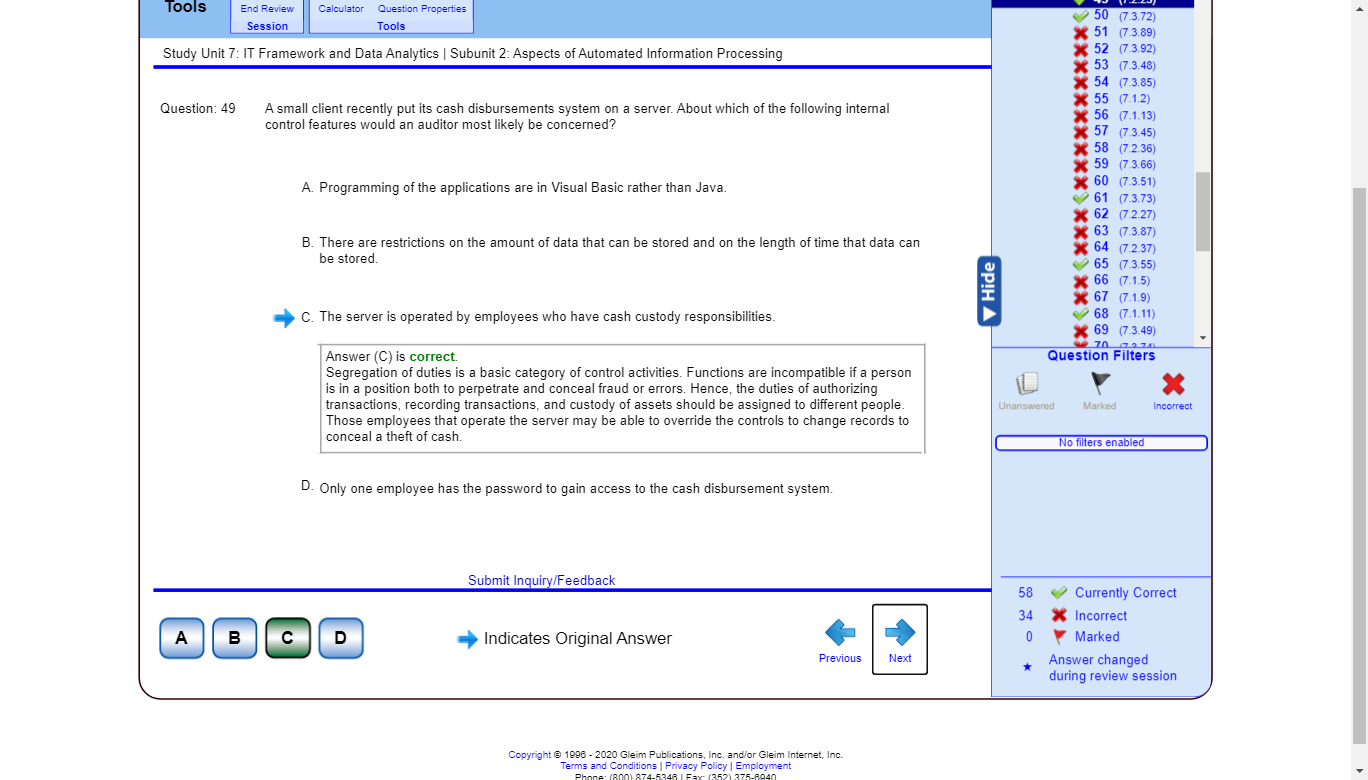 Tools
End Review
Session
Calculator Question Properties
Tools
Study Unit 7: IT Framework and Data Analytics | Subunit 2: Aspects of Automated Information Processing
Question: 49 A small client recently put its cash disbursements system on a server. About which of the following internal
control features would an auditor most likely be concerned?
A. Programming of the applications are in Visual Basic rather than Java.
B. There are restrictions on the amount of data that can be stored and on the length of time that data can
be stored.
C. The server is operated by employees who have cash custody responsibilities.
Answer (C) is correct.
Segregation of duties is a basic category of control activities. Functions are incompatible if a person
is in a position both to perpetrate and conceal fraud or errors. Hence, the duties of authorizing
transactions, recording transactions, and custody of assets should be assigned to different people.
Those employees that operate the server may be able to override the controls to change records to
conceal a theft of cash.
D. Only one employee has the password to gain access to the cash disbursement system.
Submit Inquiry/Feedback
A B C D
Indicates Original Answer
Previous
Next
49 (7.2.25)
50 (7.3.72)
51 (7.3.89)
52 (7.3.92)
53 (7.3.48)
54 (7.3.85)
55 (7.1.2)
56 (7.1.13)
57 (7.3.45)
58 (7.2.36)
59 (7.3.66)
60 (7.3.51)
61 (7.3.73)
62 (7.2.27)
63 (7.3.87)
64 (7.2.37)
65 (7.3.55)
66 (7.1.5)
67 (7.1.9)
68 (7.1.11)
69 (7.3.49)
70 (7.3.74)
Hide
Question Filters
Unanswered Marked Incorrect
No filters enabled
58 Currently Correct
34 Incorrect
0 Marked
Answer changed
during review session
Copyright © 1996 - 2020 Gleim Publications, Inc. and/or Gleim Internet, Inc.
Terms and Conditions | Privacy Policy | Employment
Phone: (800) 874-5346 | Fax: (352) 375-6940